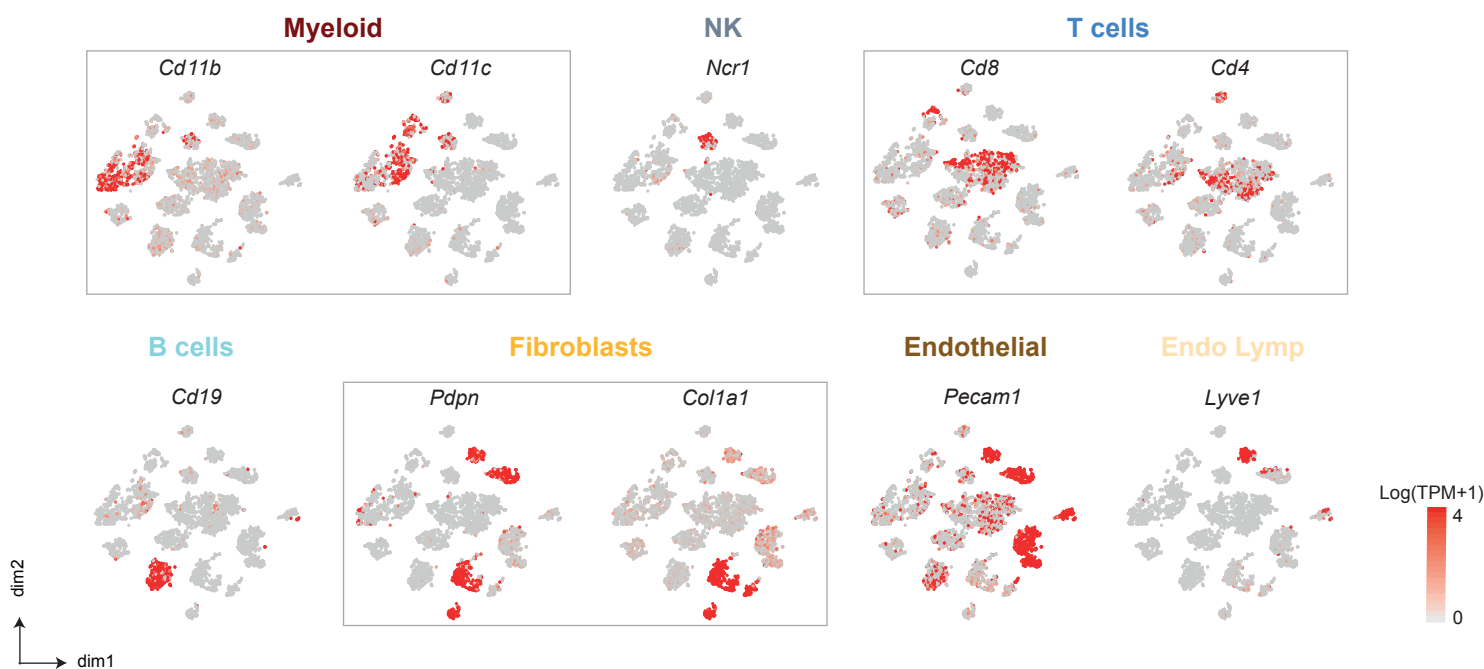 Myeloid NK T cells
Cd11b Cd11c Ncr1 Cd8 Cd4
B cells Fibroblasts Endothelial Endo Lymp
Cd19 Pdpn Col1a1 Pecam1 Lyve1
Log(TPM+1)
4
0
dim2
dim1